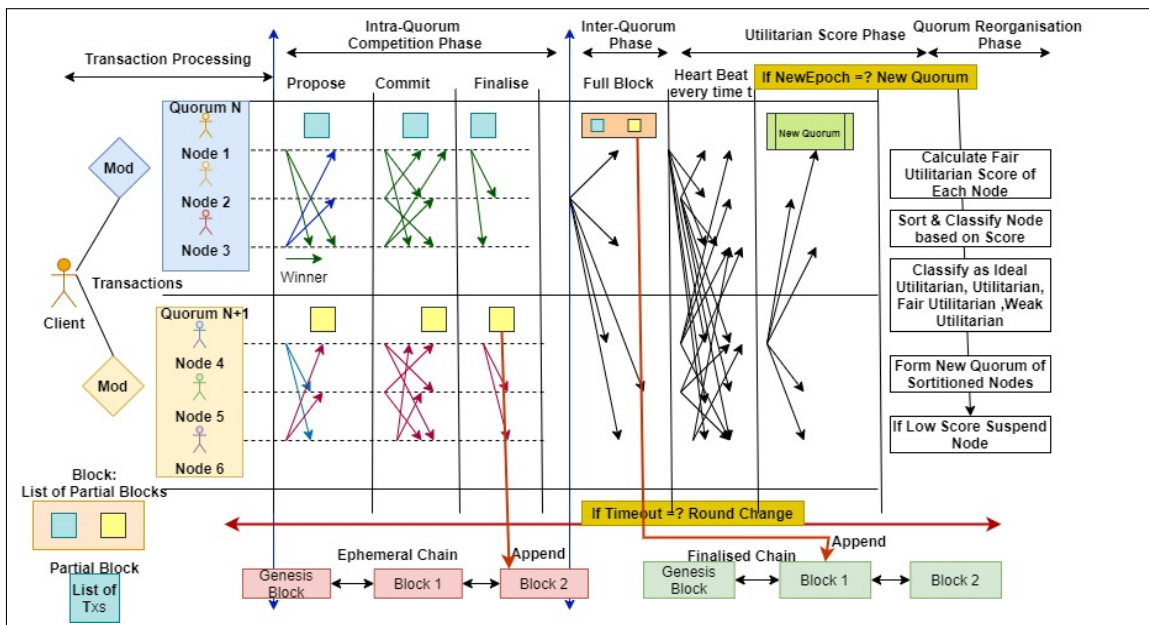 Intra-Quorum
Competition Phase
Inter-Quorum
Phase
Utilitarian Score Phase
Quorum Reorganisation
Phase
Transaction Processing
Propose
Commit
Finalise
Full Block
Heart Beat
every time t
If NewEpoch =? New Quorum
Quorum N
Node 1
Node 2
Node 3
Mod
New Quorum
Calculate Fair
Utilitarian Score of
Each Node
Sort & Classify Node
based on Score
Classify as Ideal
Utilitarian, Utilitarian,
Fair Utilitarian ,Weak
Utilitarian
Form New Quorum of
Sortitioned Nodes
If Low Score Suspend
Node
Winner
Transactions
Client
Quorum N+1
Node 4
Node 5
Node 6
Mod
Block:
List of Partial Blocks
Partial Block
List of
Txs
If Timeout =? Round Change
Ephemeral Chain
Append
Genesis
Block
Block 1
Block 2
Finalised Chain
Append
Genesis
Block
Block 1
Block 2